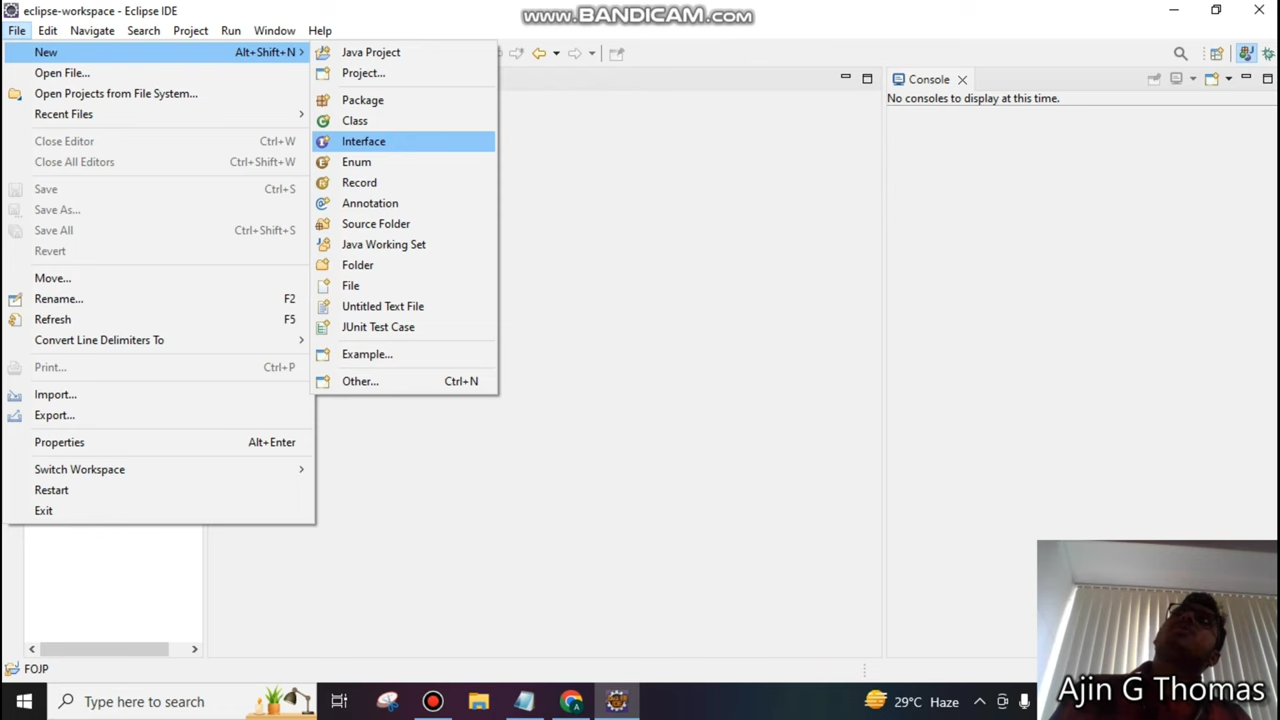 eclipse-workspace - Eclipse IDE
www.BANDICAM.com
File Edit Navigate Search Project Run Window Help
New Alt+Shift+N
Open File...
Open Projects from File System...
Recent Files
Close Editor Ctrl+W
Close All Editors Ctrl+Shift+W
Save Ctrl+S
Save As...
Save All Ctrl+Shift+S
Revert
Move...
Rename... F2
Refresh F5
Convert Line Delimiters To
Print... Ctrl+P
Import...
Export...
Properties Alt+Enter
Switch Workspace
Restart
Exit
Java Project
Project...
Package
Class
Interface
Enum
Record
Annotation
Source Folder
Java Working Set
Folder
File
Untitled Text File
JUnit Test Case
Example...
Other... Ctrl+N
Console
No consoles to display at this time.
FOJP
Ajin G Thomas
Type here to search
29°C Haze